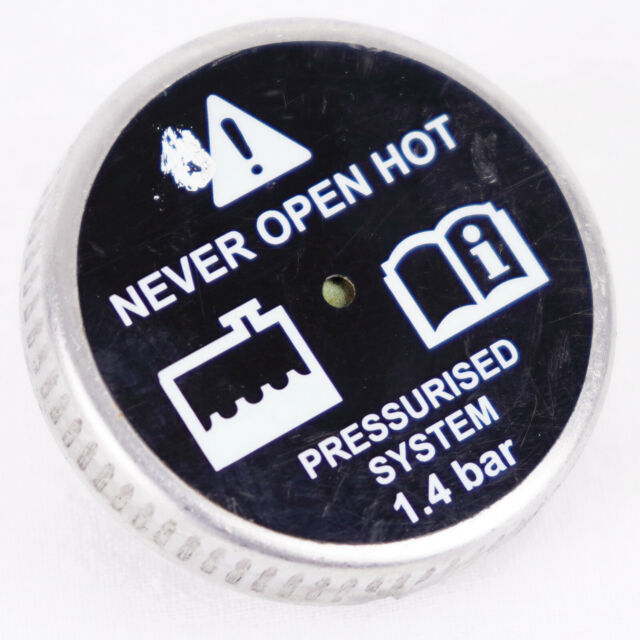 NEVER OPEN HOT
PRESSURISED
SYSTEM
1.4 bar